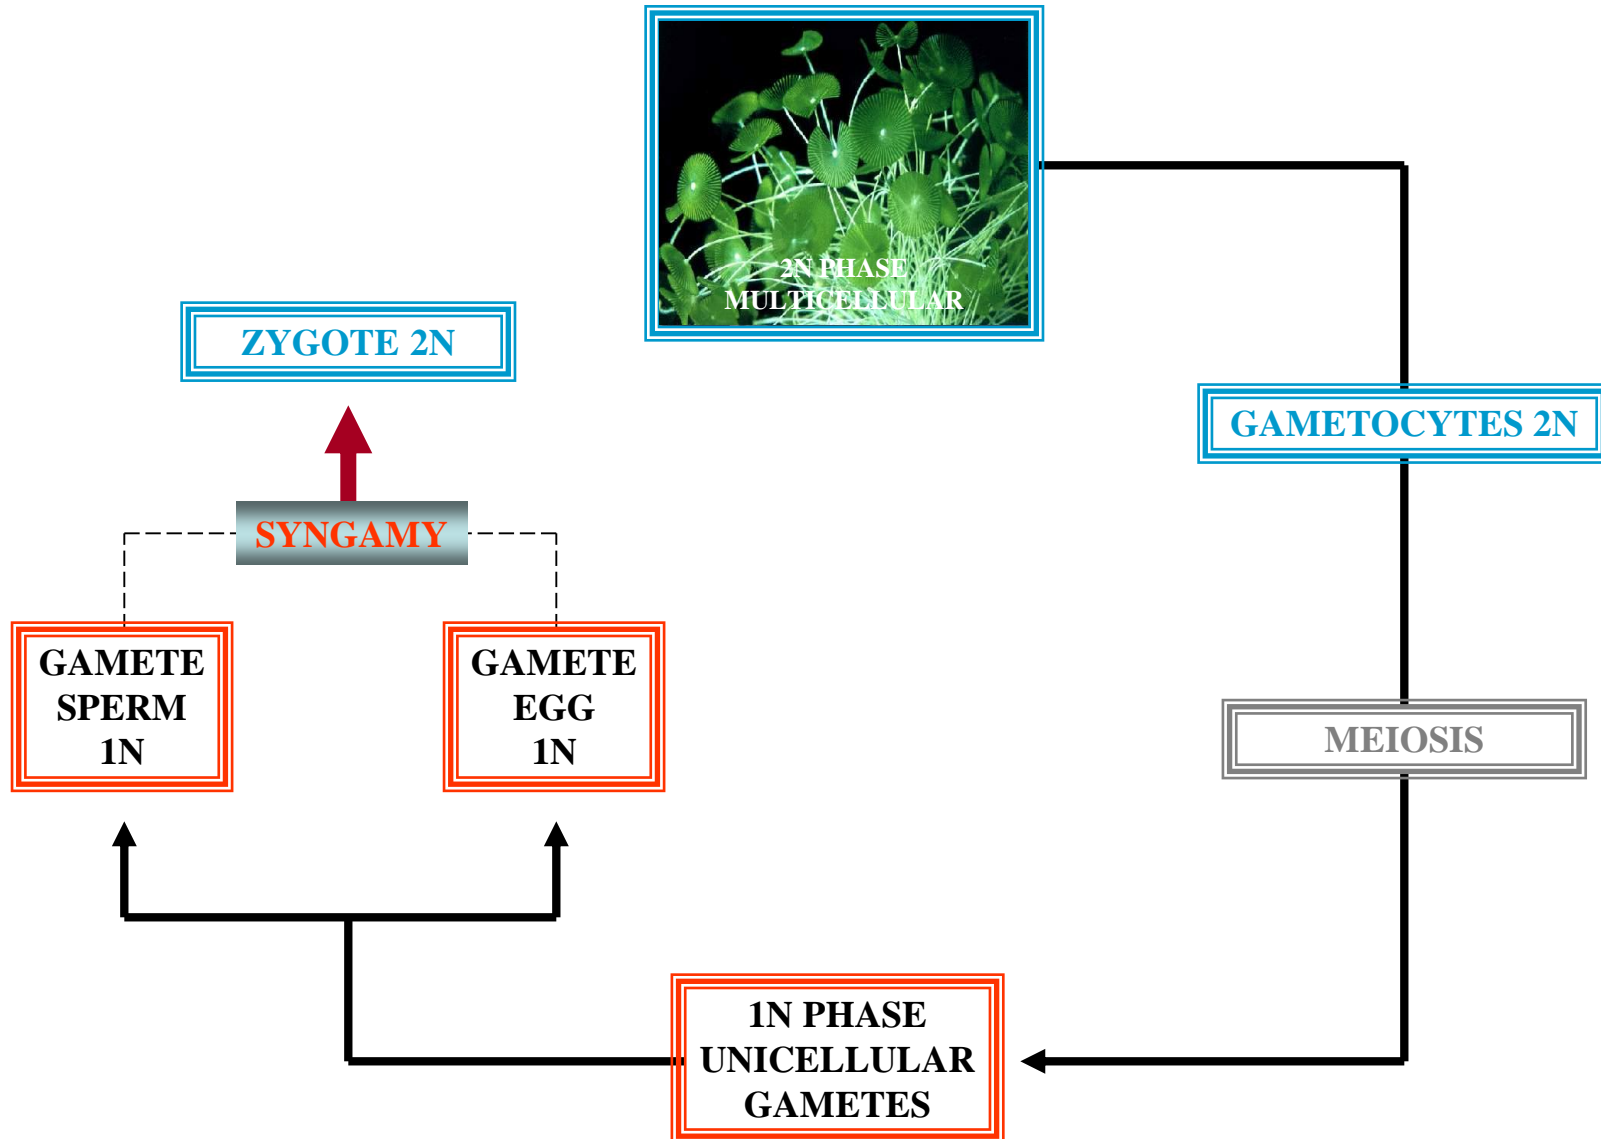 2N PHASE
MULTICELLULAR
ZYGOTE 2N
GAMETOCYTES 2N
SYNGAMY
GAMETE
SPERM
1N
GAMETE
EGG
1N
MEIOSIS
1N PHASE
UNICELLULAR
GAMETES